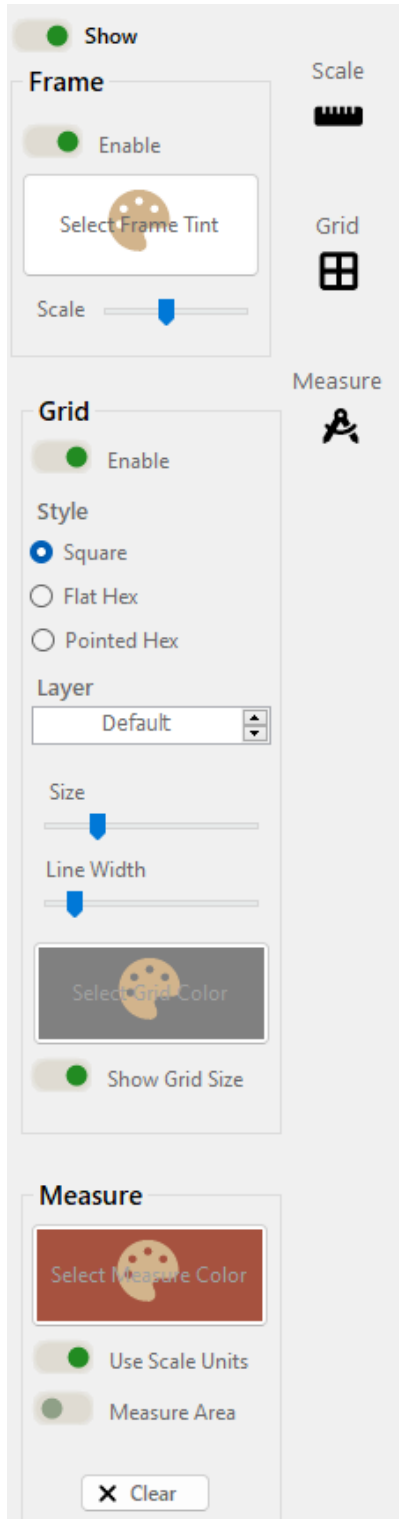 Show
Frame
Enable
Select Frame Tint
Scale
Grid
Enable
Style
Square
Flat Hex
Pointed Hex
Layer
Default
Size
Line Width
Select Grid Color
Show Grid Size
Measure
Select Measure Color
Use Scale Units
Measure Area
Clear
Scale
Grid
Measure